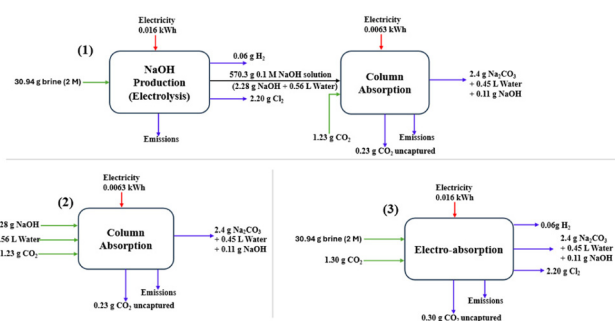 Electricity
0.016 kWh
(1)
0.06 g H₂
NaOH
Production
(Electrolysis)
30.94 g brine (2 M)
570.3 g 0.1 M NaOH solution
(2.28 g NaOH + 0.56 L Water)
2.20 g Cl₂
Emissions
Electricity
0.0063 kWh
Column
Absorption
2.4 g Na₂CO₃
+ 0.45 L Water
+ 0.11 g NaOH
1.23 g CO₂
Emissions
0.23 g CO₂ uncaptured
(2)
Electricity
0.0063 kWh
28 g NaOH
.56 L Water
1.23 g CO₂
Column
Absorption
2.4 g Na₂CO₃
+ 0.45 L Water
+ 0.11 g NaOH
Emissions
0.23 g CO₂ uncaptured
(3)
Electricity
0.016 kWh
30.94 g brine (2 M)
1.30 g CO₂
Electro-absorption
0.06g H₂
2.4 g Na₂CO₃
+ 0.45 L Water
+ 0.11 g NaOH
2.20 g Cl₂
Emissions
0.30 g CO₂ uncaptured